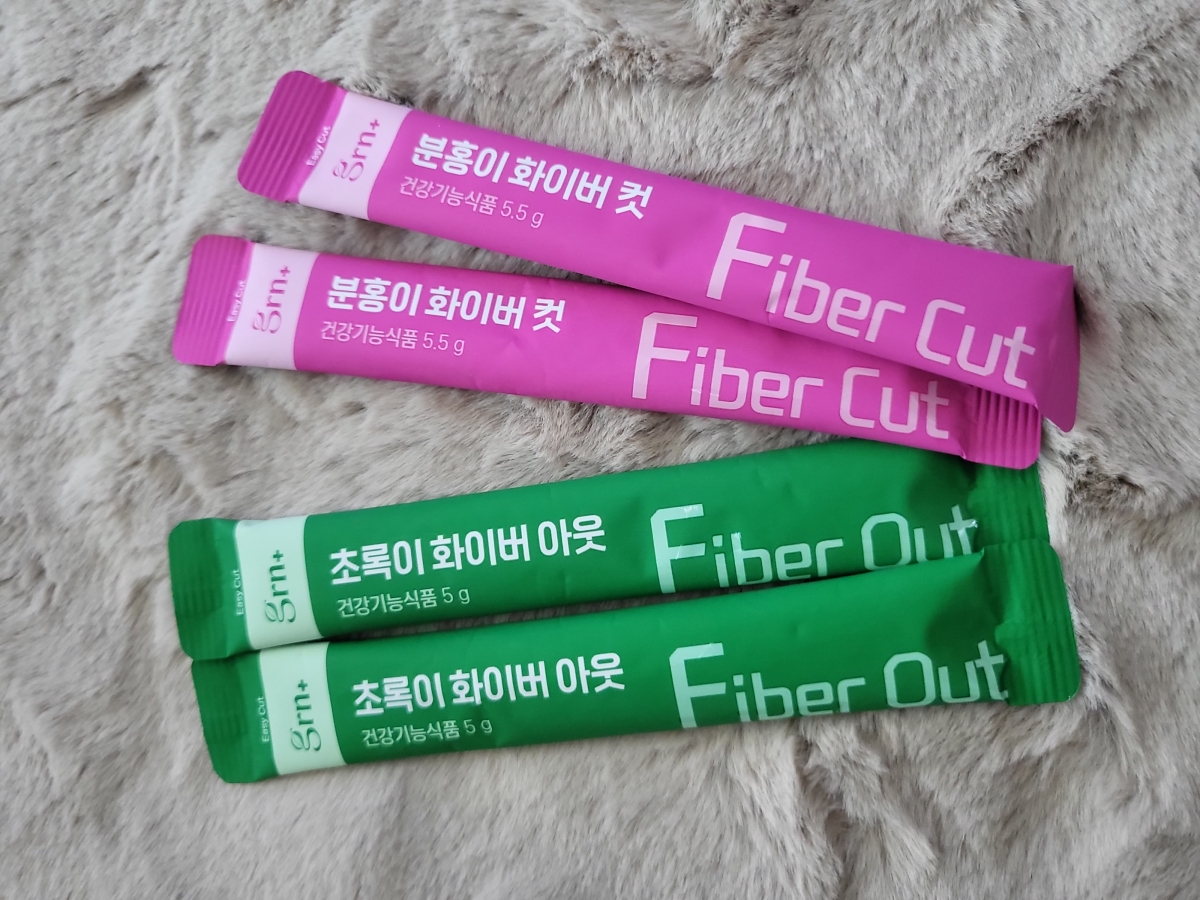 Easy Cut
grn+
분홍이 화이버 컷
건강기능식품 5.5 g
Fiber Cut
Easy Cut
grn+
분홍이 화이버 컷
건강기능식품 5.5 g
Fiber Cut
Easy Cut
grn+
초록이 화이버 아웃
건강기능식품 5 g
Fiber Out
Easy Cut
grn+
초록이 화이버 아웃
건강기능식품 5 g
Fiber Out